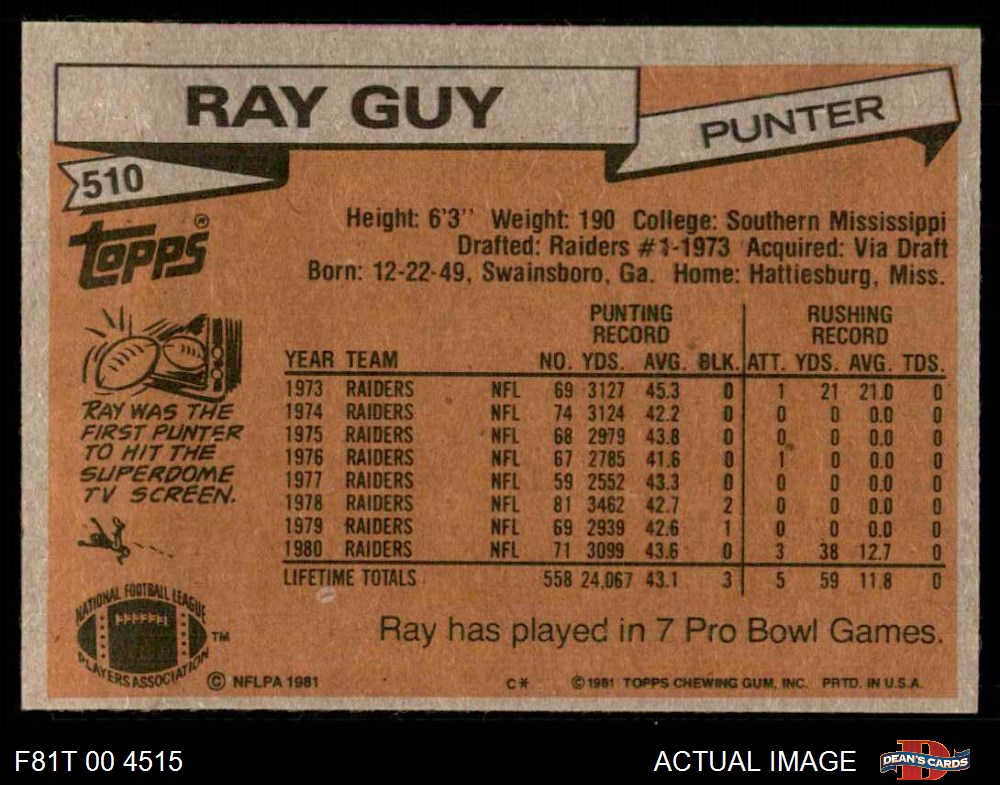 RAY GUY
PUNTER
510
topps®
Height: 6'3'' Weight: 190 College: Southern Mississippi
Drafted: Raiders #1-1973 Acquired: Via Draft
Born: 12-22-49, Swainsboro, Ga. Home: Hattiesburg, Miss.
PUNTING RECORD RUSHING RECORD
YEAR TEAM NO. YDS. AVG. BLK. ATT. YDS. AVG. TDS.
1973 RAIDERS NFL 69 3127 45.3 0 1 21 21.0 0
1974 RAIDERS NFL 74 3124 42.2 0 0 0 0.0 0
1975 RAIDERS NFL 68 2979 43.8 0 0 0 0.0 0
1976 RAIDERS NFL 67 2785 41.6 0 1 0 0.0 0
1977 RAIDERS NFL 59 2552 43.3 0 0 0 0.0 0
1978 RAIDERS NFL 81 3462 42.7 2 0 0 0.0 0
1979 RAIDERS NFL 69 2939 42.6 1 0 0 0.0 0
1980 RAIDERS NFL 71 3099 43.6 0 3 38 12.7 0
LIFETIME TOTALS 558 24,067 43.1 3 5 59 11.8 0
RAY WAS THE
FIRST PUNTER
TO HIT THE
SUPERDOME
TV SCREEN.
Ray has played in 7 Pro Bowl Games.
NATIONAL FOOTBALL LEAGUE
PLAYERS ASSOCIATION
TM
© NFLPA 1981
C* © 1981 TOPPS CHEWING GUM, INC. PRTD. IN U.S.A.
F81T 00 4515
ACTUAL IMAGE
D
DEAN'S CARDS